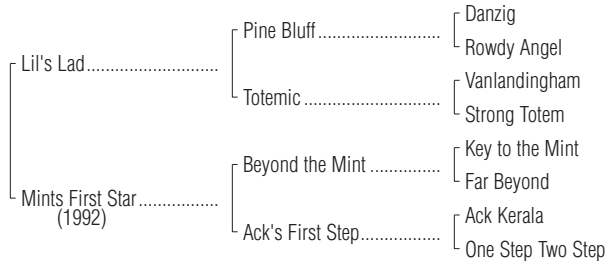 Danzig
Pine Bluff
Rowdy Angel
Lil's Lad
Vanlandingham
Totemic
Strong Totem
Key to the Mint
Beyond the Mint
Far Beyond
Mints First Star
(1992)
Ack Kerala
Ack's First Step
One Step Two Step